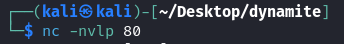 ┌──(kali㉿kali)-[~/Desktop/dynamite]
└─$ nc -nvlp 80